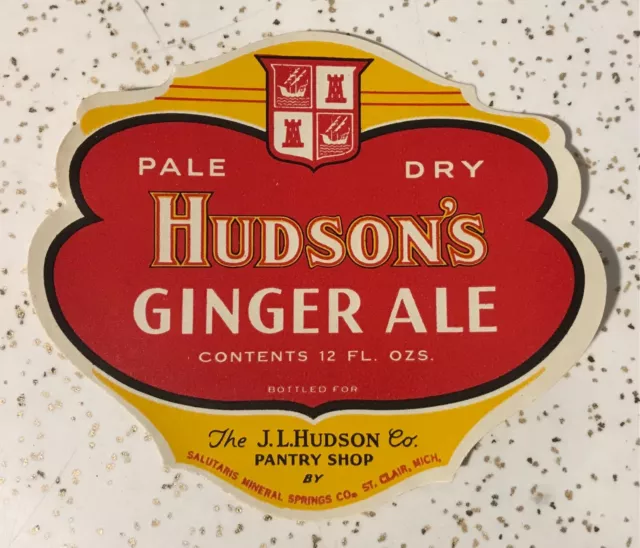 PALE DRY
HUDSON'S
GINGER ALE
CONTENTS 12 FL. OZS.
BOTTLED FOR
The J.L.HUDSON Co.
PANTRY SHOP
BY
SALUTARIS MINERAL SPRINGS CO. ST. CLAIR, MICH.